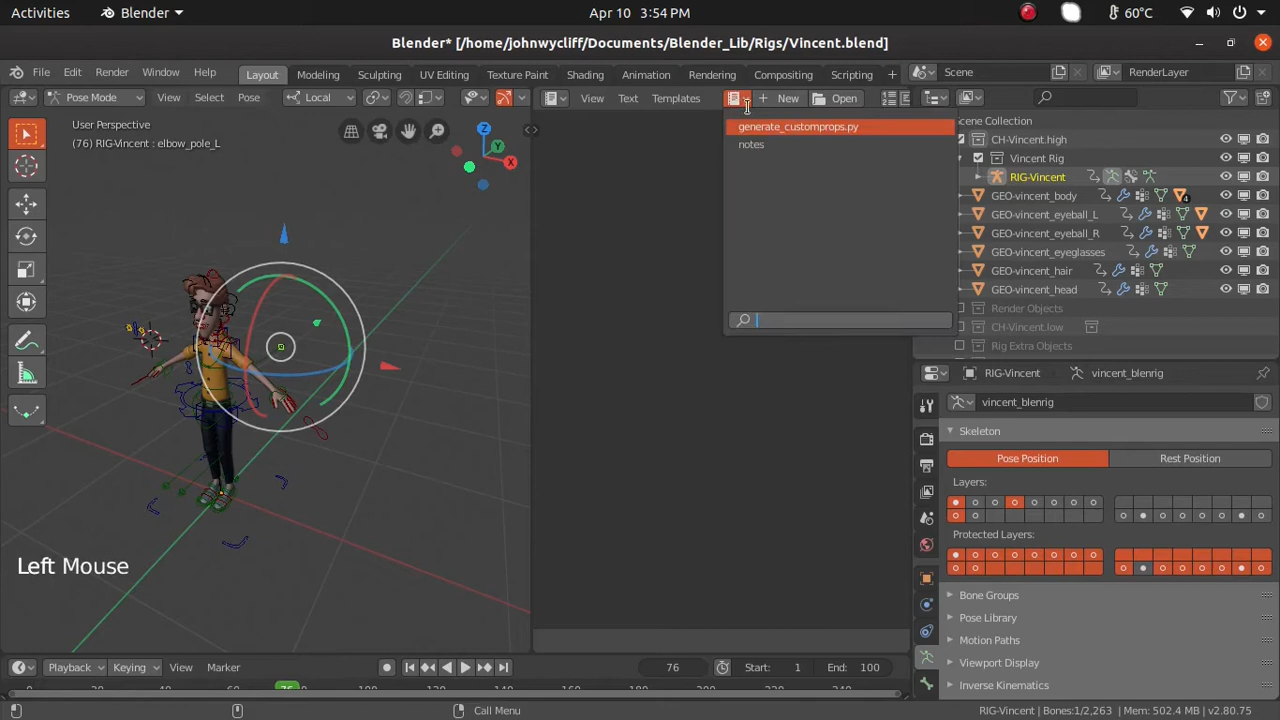 Activities Blender Apr 10 3:54 PM 60°C
Blender* [/home/johnwycliff/Documents/Blender_Lib/Rigs/Vincent.blend]
File Edit Render Window Help Layout Modeling Sculpting UV Editing Texture Paint Shading Animation Rendering Compositing Scripting + Scene RenderLayer
Pose Mode View Select Pose Local View Text Templates New Open
User Perspective
(76) RIG-Vincent : elbow_pole_L
Z
Y
X
generate_customprops.py
notes
Scene Collection
CH-Vincent.high
Vincent Rig
RIG-Vincent
GEO-vincent_body 4
GEO-vincent_eyeball_L
GEO-vincent_eyeball_R
GEO-vincent_eyeglasses
GEO-vincent_hair
GEO-vincent_head
Render Objects
CH-Vincent.low
Rig Extra Objects
RIG-Vincent vincent_blenrig
vincent_blenrig
Skeleton
Pose Position Rest Position
Layers:
Protected Layers:
Bone Groups
Pose Library
Motion Paths
Viewport Display
Inverse Kinematics
Left Mouse
Playback Keying View Marker 76 Start: 1 End: 100
76
Call Menu RIG-Vincent | Bones:1/2,263 | Mem: 502.4 MB | v2.80.75